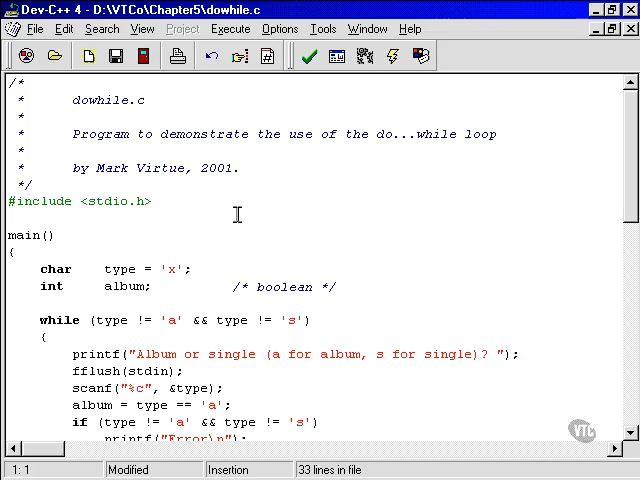 Dev-C++ 4 - D:\VTCo\Chapter5\dowhile.c
File Edit Search View Project Execute Options Tools Window Help
/*
* dowhile.c
*
* Program to demonstrate the use of the do...while loop
*
* by Mark Virtue, 2001.
*/
#include <stdio.h>
main()
{
char type = 'x';
int album; /* boolean */
while (type != 'a' && type != 's')
{
printf("Album or single (a for album, s for single)? ");
fflush(stdin);
scanf("%c", &type);
album = type == 'a';
if (type != 'a' && type != 's')
printf("Error\n");
VTC
1: 1 Modified Insertion 33 lines in file